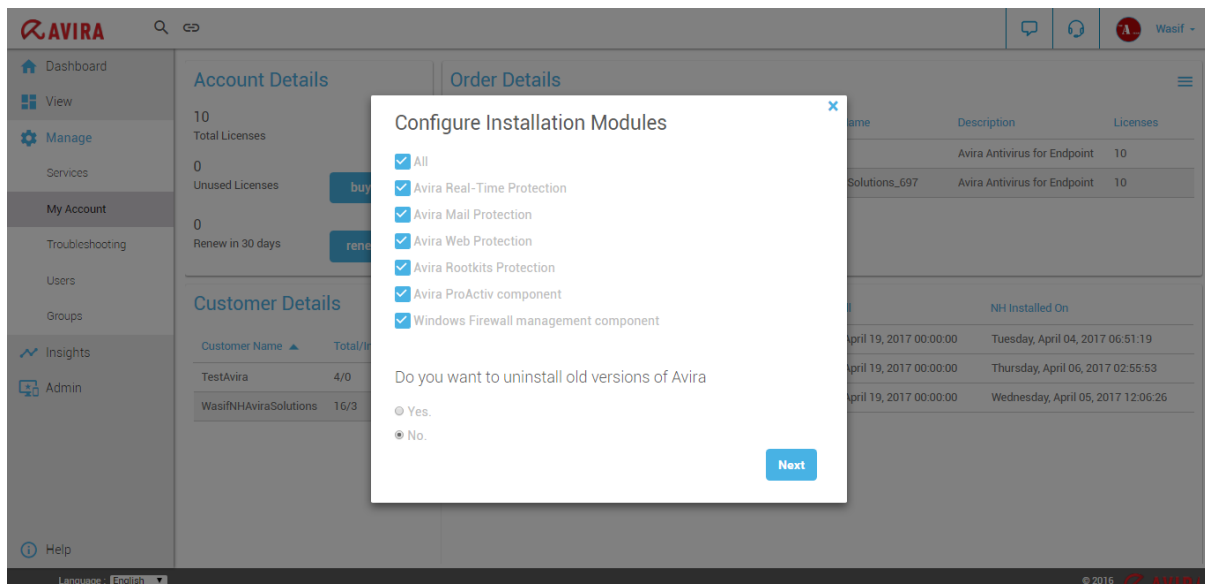 AVIRA
Wasif
Dashboard
View
Manage
Services
My Account
Troubleshooting
Users
Groups
Insights
Admin
Help
Account Details
10
Total Licenses
0
Unused Licenses
buy
0
Renew in 30 days
Order Details
Description
Licenses
Avira Antivirus for Endpoint 10
Solutions_697 Avira Antivirus for Endpoint 10
Configure Installation Modules
All
Avira Real-Time Protection
Avira Mail Protection
Avira Web Protection
Avira Rootkits Protection
Avira ProActiv component
Windows Firewall management component
Do you want to uninstall old versions of Avira
Yes.
No.
Next
Customer Details
Customer Name Total/
TestAvira 4/0
WasifNHAviraSolutions 16/3
NH Installed On
April 19, 2017 00:00:00 Tuesday, April 04, 2017 06:51:19
April 19, 2017 00:00:00 Thursday, April 06, 2017 02:55:53
April 19, 2017 00:00:00 Wednesday, April 05, 2017 12:06:26
Language : English
© 2016